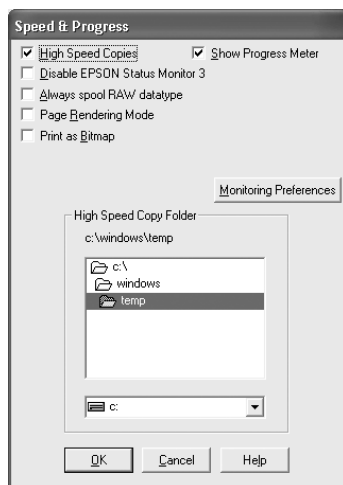 Speed & Progress
High Speed Copies Show Progress Meter
Disable EPSON Status Monitor 3
Always spool RAW datatype
Page Rendering Mode
Print as Bitmap
Monitoring Preferences
High Speed Copy Folder
c:\windows\temp
c:\
windows
temp
c:
OK Cancel Help